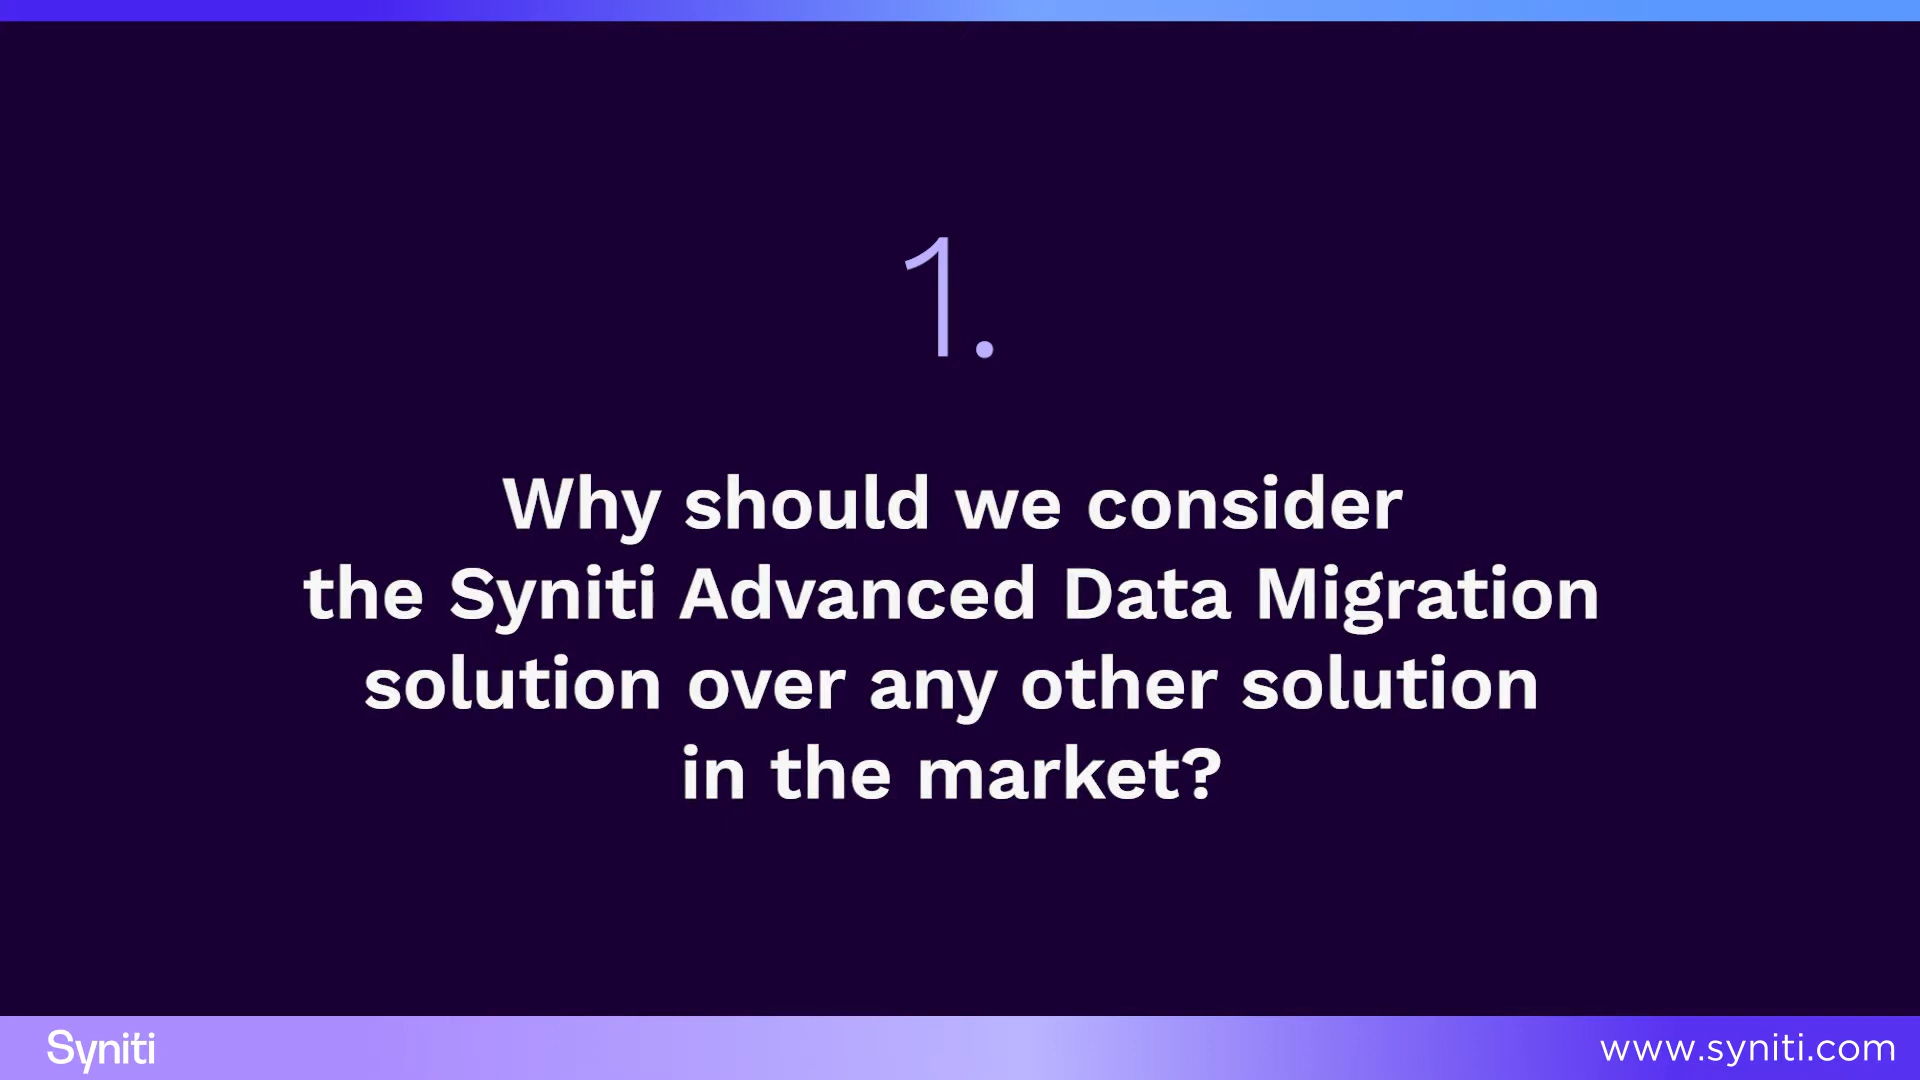 1.
Why should we consider
the Syniti Advanced Data Migration
solution over any other solution
in the market?
Syniti
www.syniti.com